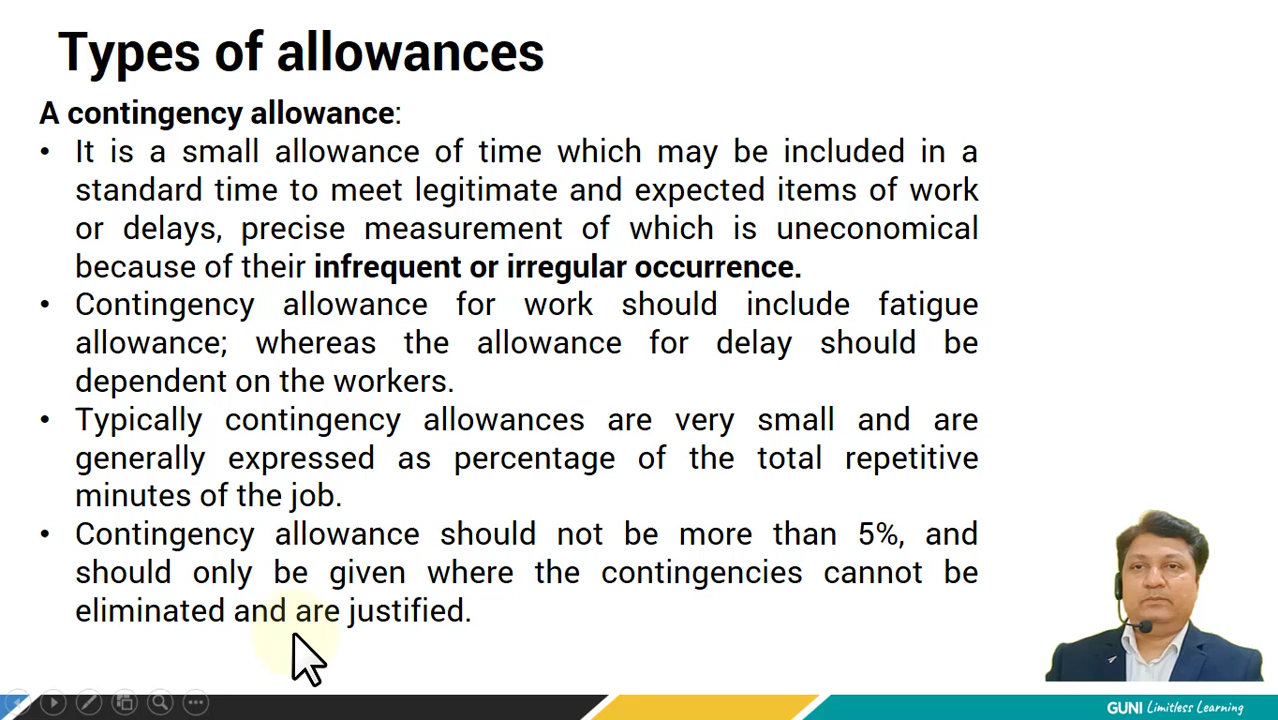 Types of allowances
A contingency allowance:
• It is a small allowance of time which may be included in a
standard time to meet legitimate and expected items of work
or delays, precise measurement of which is uneconomical
because of their infrequent or irregular occurrence.
• Contingency allowance for work should include fatigue
allowance; whereas the allowance for delay should be
dependent on the workers.
• Typically contingency allowances are very small and are
generally expressed as percentage of the total repetitive
minutes of the job.
• Contingency allowance should not be more than 5%, and
should only be given where the contingencies cannot be
eliminated and are justified.
GUNI Limitless Learning